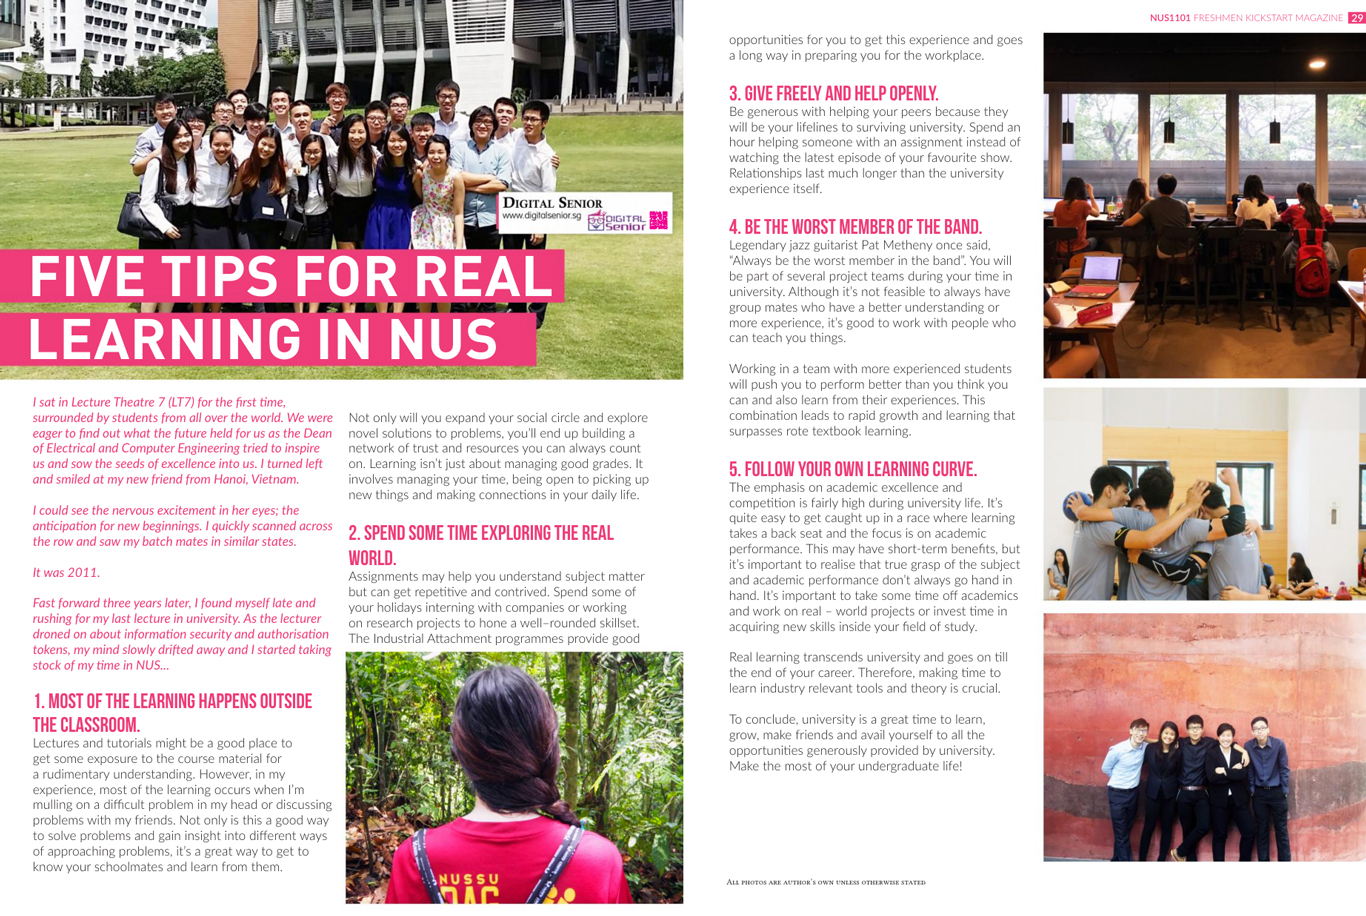 NUS1101 FRESHMEN KICKSTART MAGAZINE 29
DIGITAL SENIOR
www.digitalsenior.sg
DIGITAL
Senior
FIVE TIPS FOR REAL
LEARNING IN NUS
I sat in Lecture Theatre 7 (LT7) for the first time,
surrounded by students from all over the world. We were
eager to find out what the future held for us as the Dean
of Electrical and Computer Engineering tried to inspire
us and sow the seeds of excellence into us. I turned left
and smiled at my new friend from Hanoi, Vietnam.
I could see the nervous excitement in her eyes; the
anticipation for new beginnings. I quickly scanned across
the row and saw my batch mates in similar states.
It was 2011.
Fast forward three years later, I found myself late and
rushing for my last lecture in university. As the lecturer
droned on about information security and authorisation
tokens, my mind slowly drifted away and I started taking
stock of my time in NUS...
1. MOST OF THE LEARNING HAPPENS OUTSIDE
THE CLASSROOM.
Lectures and tutorials might be a good place to
get some exposure to the course material for
a rudimentary understanding. However, in my
experience, most of the learning occurs when I'm
mulling on a difficult problem in my head or discussing
problems with my friends. Not only is this a good way
to solve problems and gain insight into different ways
of approaching problems, it's a great way to get to
know your schoolmates and learn from them.
Not only will you expand your social circle and explore
novel solutions to problems, you'll end up building a
network of trust and resources you can always count
on. Learning isn't just about managing good grades. It
involves managing your time, being open to picking up
new things and making connections in your daily life.
2. SPEND SOME TIME EXPLORING THE REAL
WORLD.
Assignments may help you understand subject matter
but can get repetitive and contrived. Spend some of
your holidays interning with companies or working
on research projects to hone a well–rounded skillset.
The Industrial Attachment programmes provide good
NUSSU
opportunities for you to get this experience and goes
a long way in preparing you for the workplace.
3. GIVE FREELY AND HELP OPENLY.
Be generous with helping your peers because they
will be your lifelines to surviving university. Spend an
hour helping someone with an assignment instead of
watching the latest episode of your favourite show.
Relationships last much longer than the university
experience itself.
4. BE THE WORST MEMBER OF THE BAND.
Legendary jazz guitarist Pat Metheny once said,
"Always be the worst member in the band". You will
be part of several project teams during your time in
university. Although it's not feasible to always have
group mates who have a better understanding or
more experience, it's good to work with people who
can teach you things.
Working in a team with more experienced students
will push you to perform better than you think you
can and also learn from their experiences. This
combination leads to rapid growth and learning that
surpasses rote textbook learning.
5. FOLLOW YOUR OWN LEARNING CURVE.
The emphasis on academic excellence and
competition is fairly high during university life. It's
quite easy to get caught up in a race where learning
takes a back seat and the focus is on academic
performance. This may have short-term benefits, but
it's important to realise that true grasp of the subject
and academic performance don't always go hand in
hand. It's important to take some time off academics
and work on real – world projects or invest time in
acquiring new skills inside your field of study.
Real learning transcends university and goes on till
the end of your career. Therefore, making time to
learn industry relevant tools and theory is crucial.
To conclude, university is a great time to learn,
grow, make friends and avail yourself to all the
opportunities generously provided by university.
Make the most of your undergraduate life!
ALL PHOTOS ARE AUTHOR'S OWN UNLESS OTHERWISE STATED